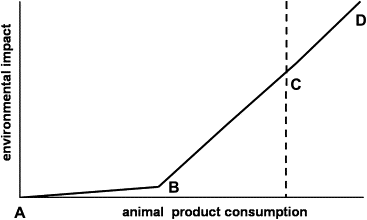 environmental impact
D
C
B
A
animal product consumption